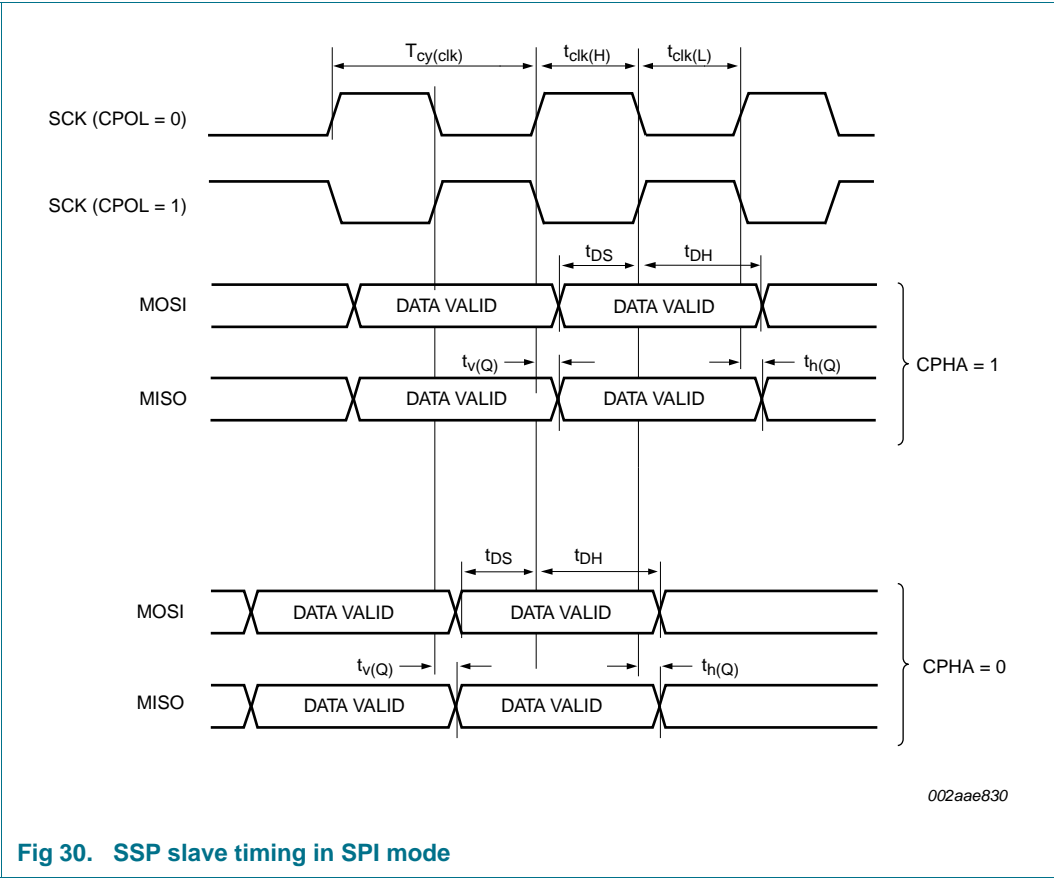 Tcy(clk) tclk(H) tclk(L)
SCK (CPOL = 0)
SCK (CPOL = 1)
tDS tDH
MOSI DATA VALID DATA VALID
tv(Q) th(Q)
CPHA = 1
MISO DATA VALID DATA VALID
tDS tDH
MOSI DATA VALID DATA VALID
tv(Q) th(Q)
CPHA = 0
MISO DATA VALID DATA VALID
002aae830
Fig 30. SSP slave timing in SPI mode